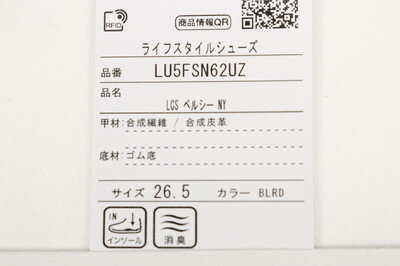 RFID 商品情報QR
ライフスタイルシューズ
品番 LU5FSN62UZ
品名
LCS ベルシー NY
甲材:合成繊維 / 合成皮革
底材:ゴム底
サイズ 26.5 カラー BLRD
IN
インソール 消臭